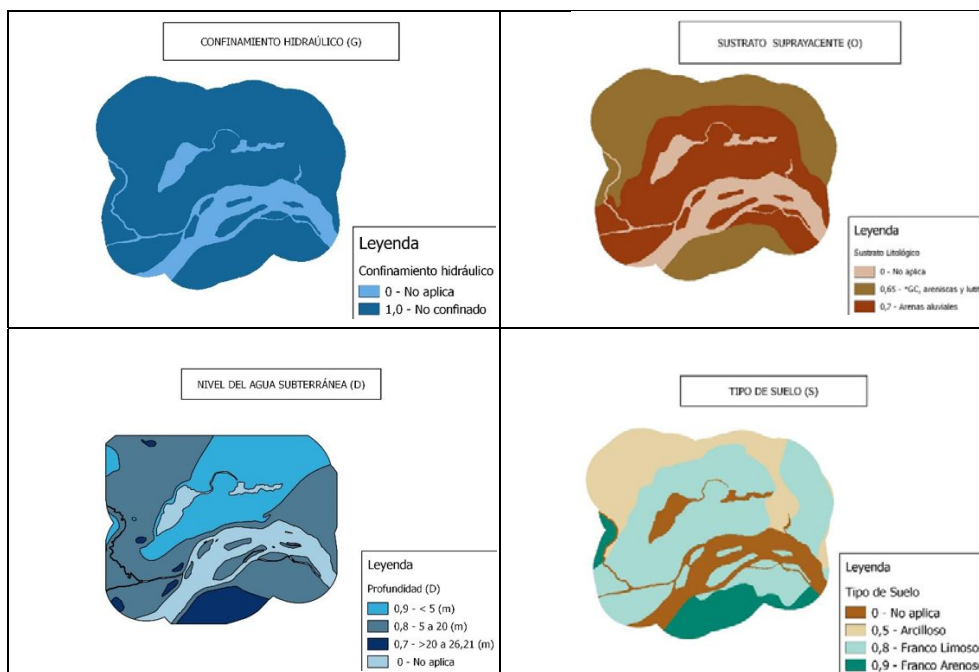 CONFINAMIENTO HIDRAÚLICO (G)
Leyenda
Confinamiento hidráulico
0 - No aplica
1,0 - No confinado
SUSTRATO SUPRAYACENTE (O)
Leyenda
Sustrato Litológico
0 - No aplica
0,65 - *GC, areniscas y lutit
0,7 - Arenas aluviales
NIVEL DEL AGUA SUBTERRÁNEA (D)
Leyenda
Profundidad (D)
0,9 - < 5 (m)
0,8 - 5 a 20 (m)
0,7 - >20 a 26,21 (m)
0 - No aplica
TIPO DE SUELO (S)
Leyenda
Tipo de Suelo
0 - No aplica
0,5 - Arcilloso
0,8 - Franco Limoso
0,9 - Franco Arenos